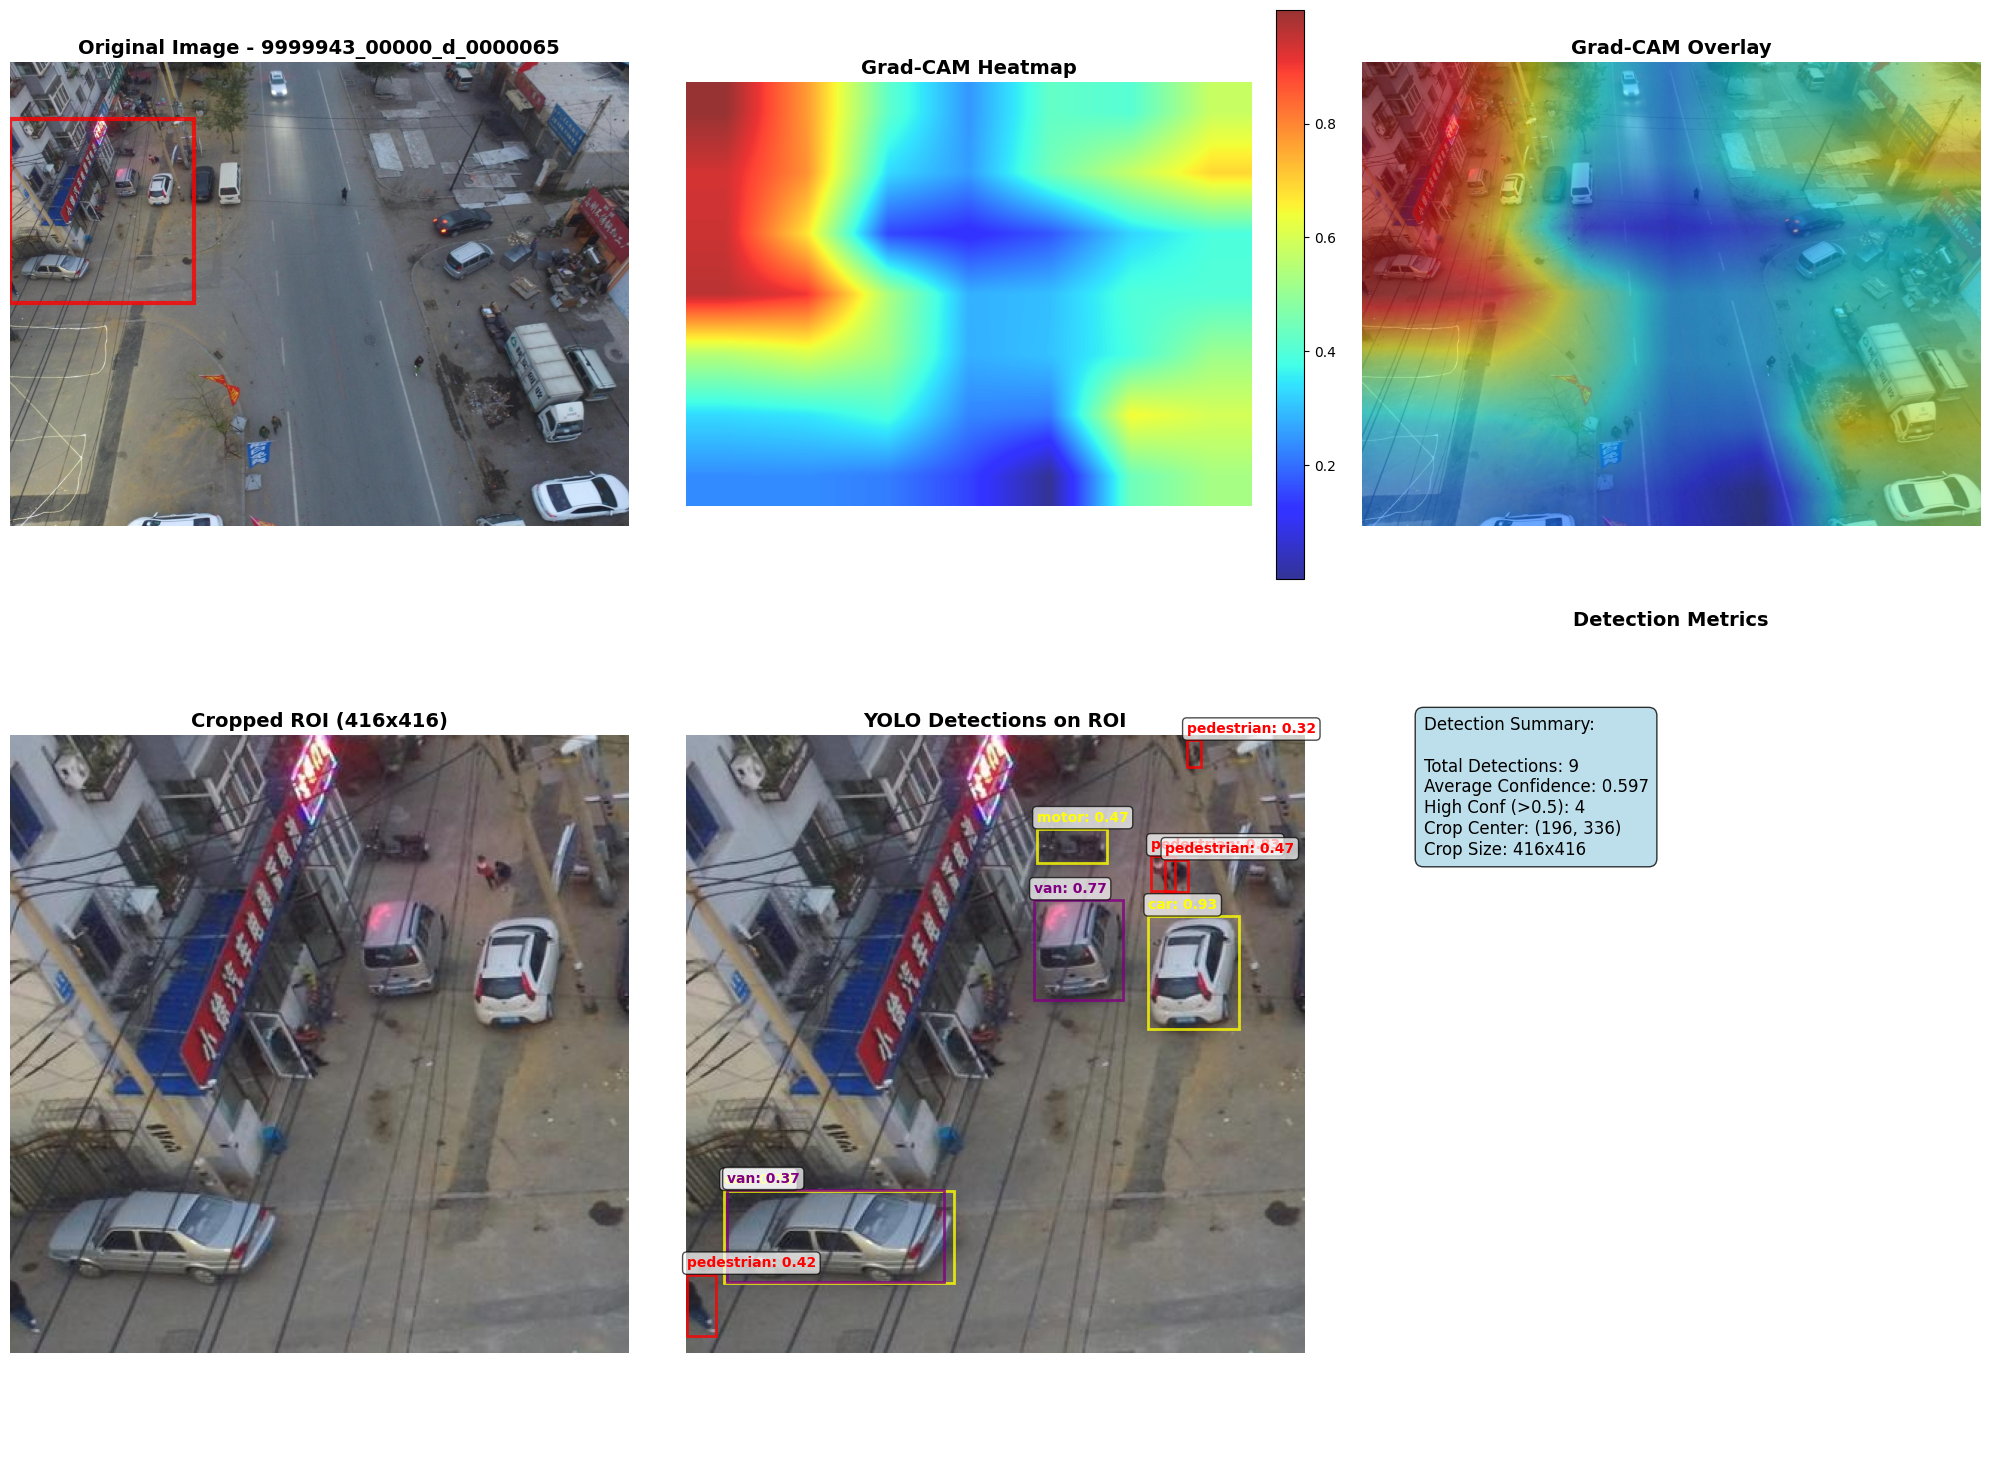 Original Image - 9999943_00000_d_0000065
Grad-CAM Heatmap
0.8
0.6
0.4
0.2
Grad-CAM Overlay
Detection Metrics
Cropped ROI (416x416)
YOLO Detections on ROI
pedestrian: 0.32
motor: 0.47
pedestrian: 0.47
van: 0.77
car: 0.93
van: 0.37
pedestrian: 0.42
Detection Summary:
Total Detections: 9
Average Confidence: 0.597
High Conf (>0.5): 4
Crop Center: (196, 336)
Crop Size: 416x416